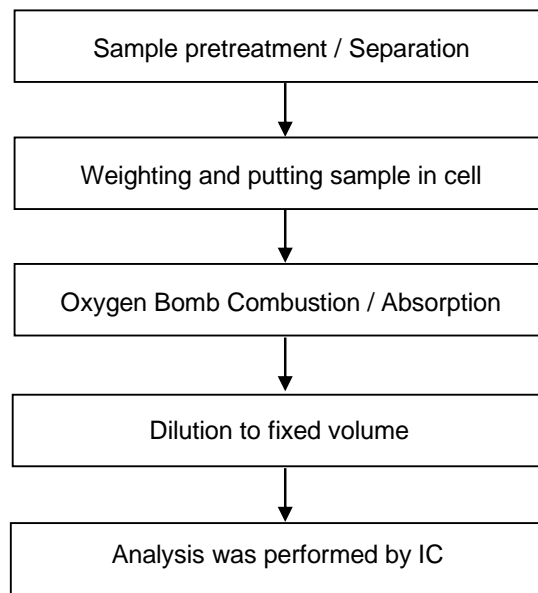 Sample pretreatment / Separation
Weighting and putting sample in cell
Oxygen Bomb Combustion / Absorption
Dilution to fixed volume
Analysis was performed by IC